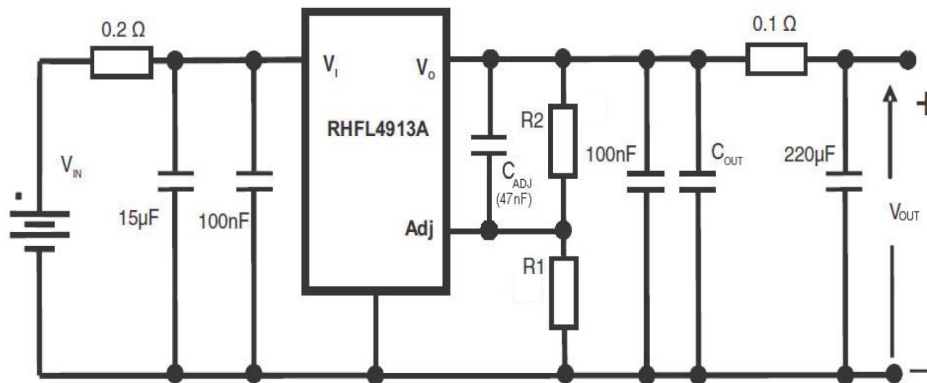 0.2 Ω
0.1 Ω
V_I
V_o
RHFL4913A
R2
100nF
C_OUT
220µF
+
V_IN
C_ADJ
(47nF)
15µF
100nF
V_OUT
Adj
R1
−